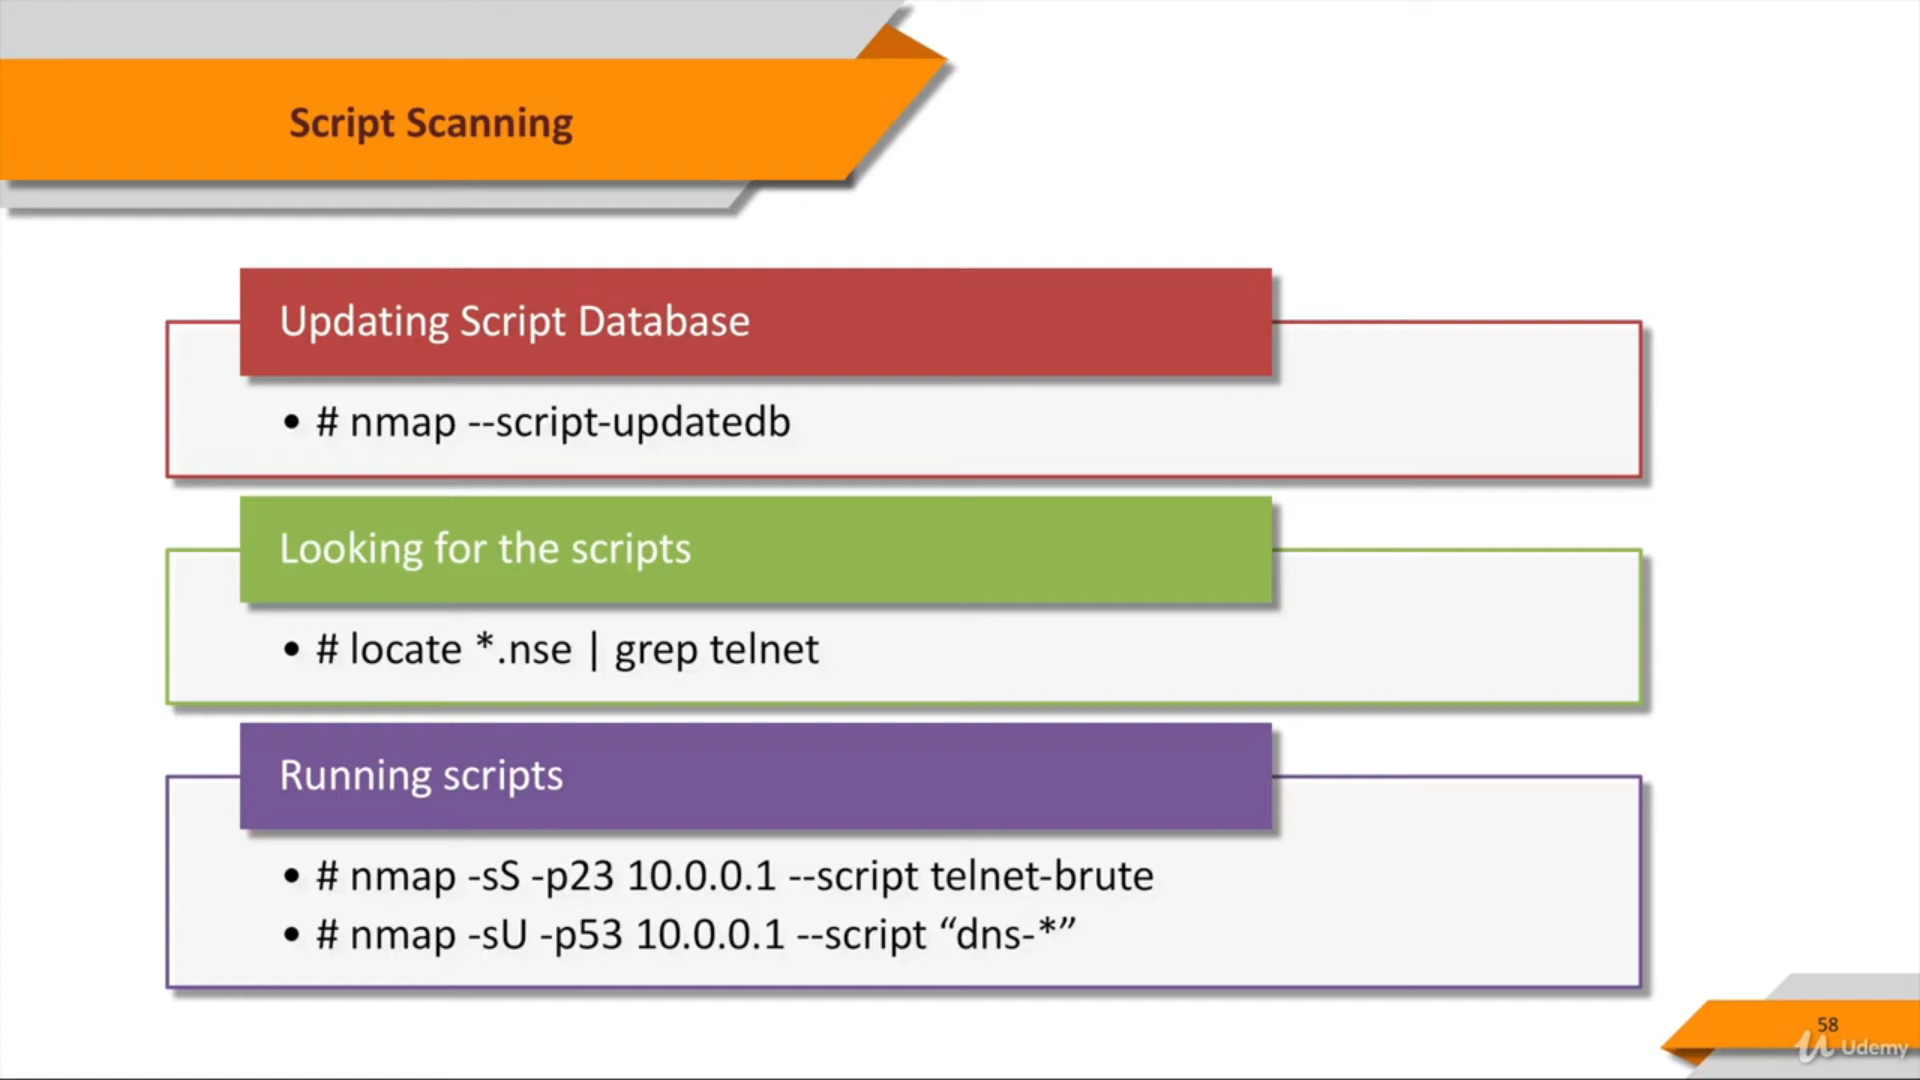 Script Scanning
Updating Script Database
• # nmap --script-updatedb
Looking for the scripts
• # locate *.nse | grep telnet
Running scripts
• # nmap -sS -p23 10.0.0.1 --script telnet-brute
• # nmap -sU -p53 10.0.0.1 --script “dns-*”
58
Udemy